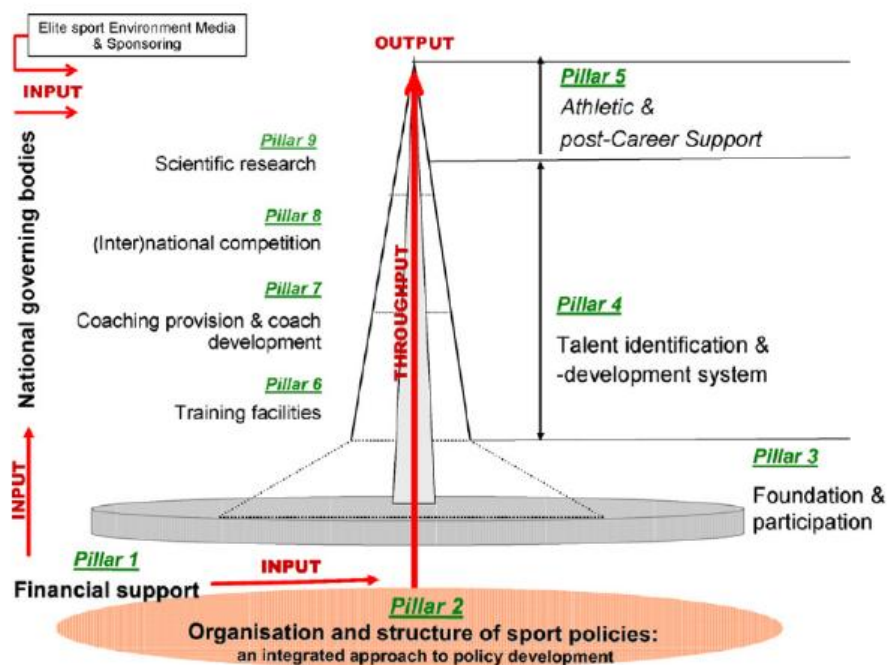 Elite sport Environment Media
& Sponsoring
INPUT
OUTPUT
Pillar 5
Athletic &
post-Career Support
National governing bodies
Pillar 9
Scientific research
Pillar 8
(Inter)national competition
Pillar 7
Coaching provision & coach
development
Pillar 6
Training facilities
THROUGHPUT
Pillar 4
Talent identification &
-development system
Pillar 3
Foundation &
participation
INPUT
Pillar 1
Financial support
INPUT
Pillar 2
Organisation and structure of sport policies:
an integrated approach to policy development